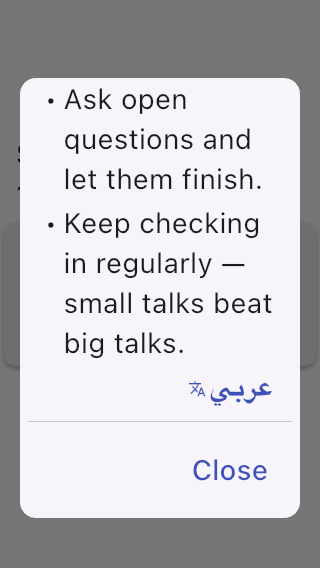 • Ask open
questions and
let them finish.
• Keep checking
in regularly —
small talks beat
big talks.
عربي
Close